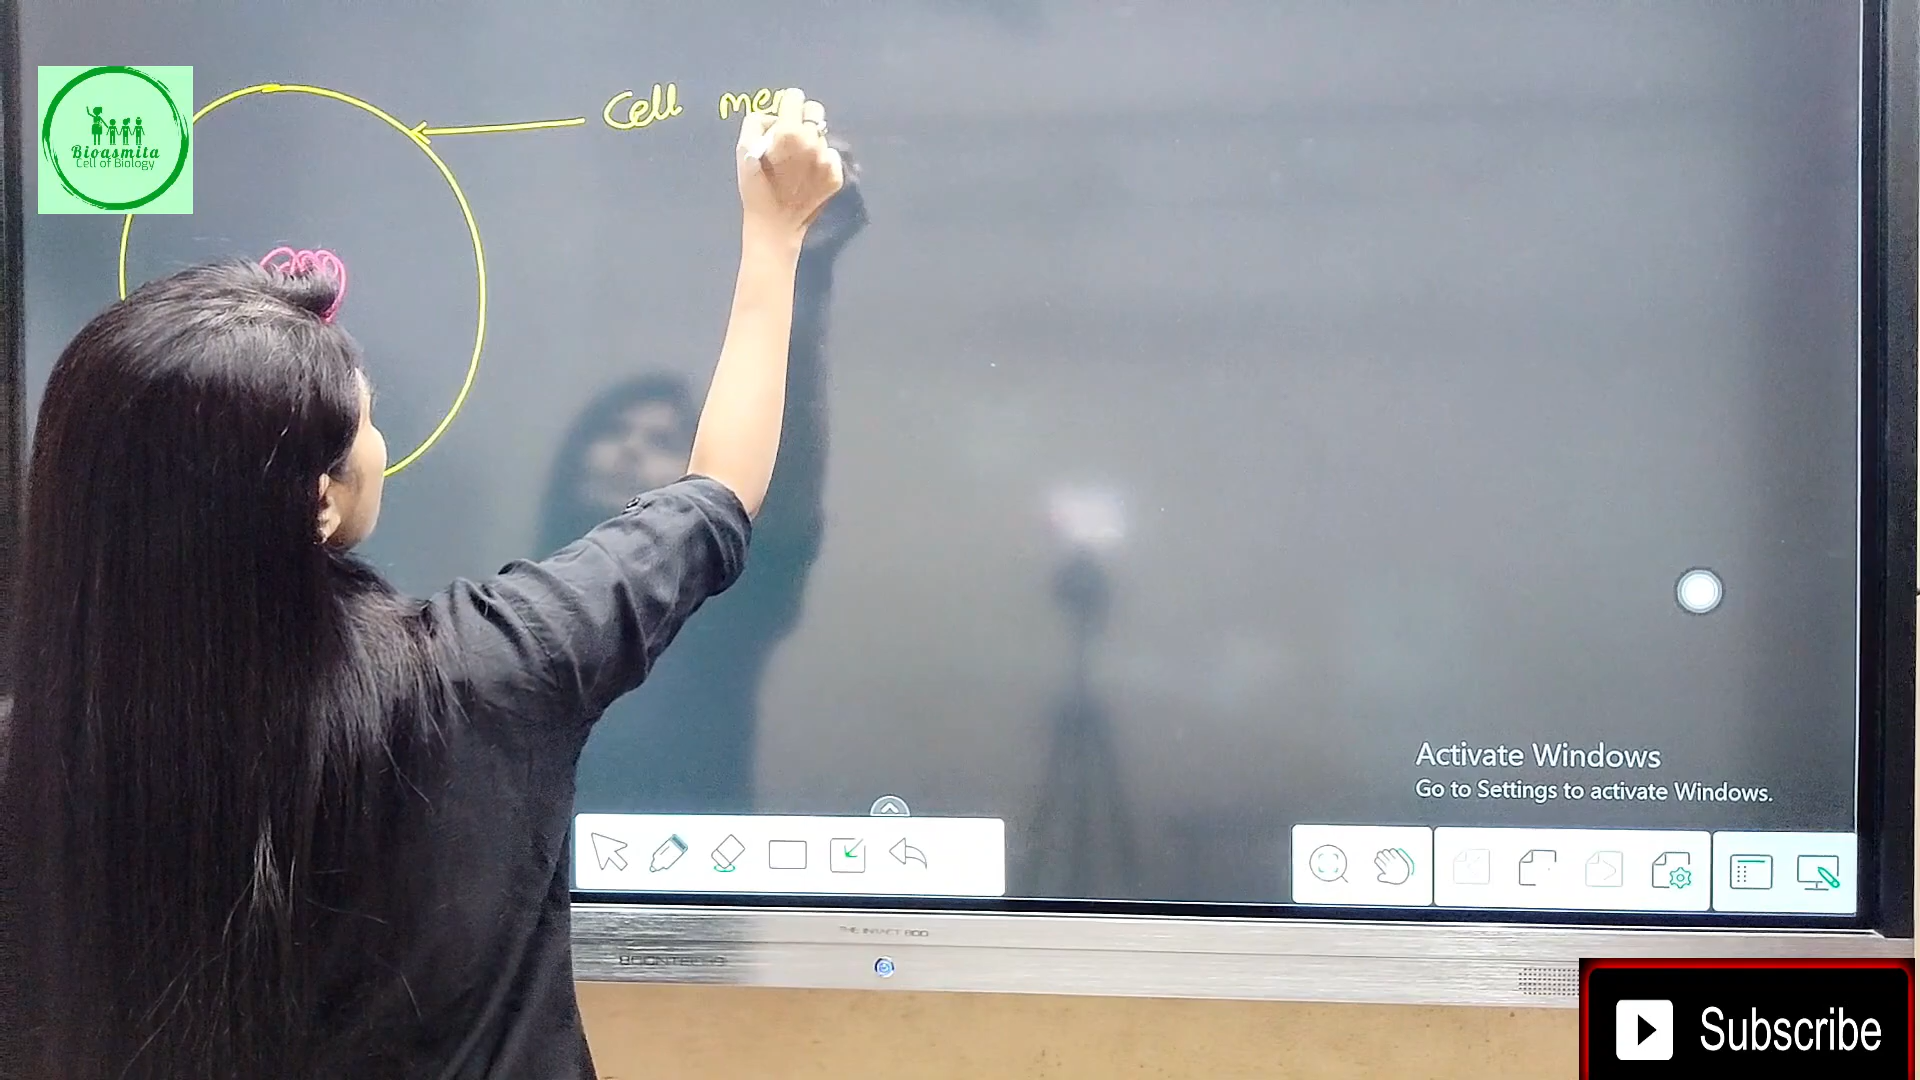 Cell mem
Bioasmita
Cell of Biology
Activate Windows
Go to Settings to activate Windows.
Subscribe